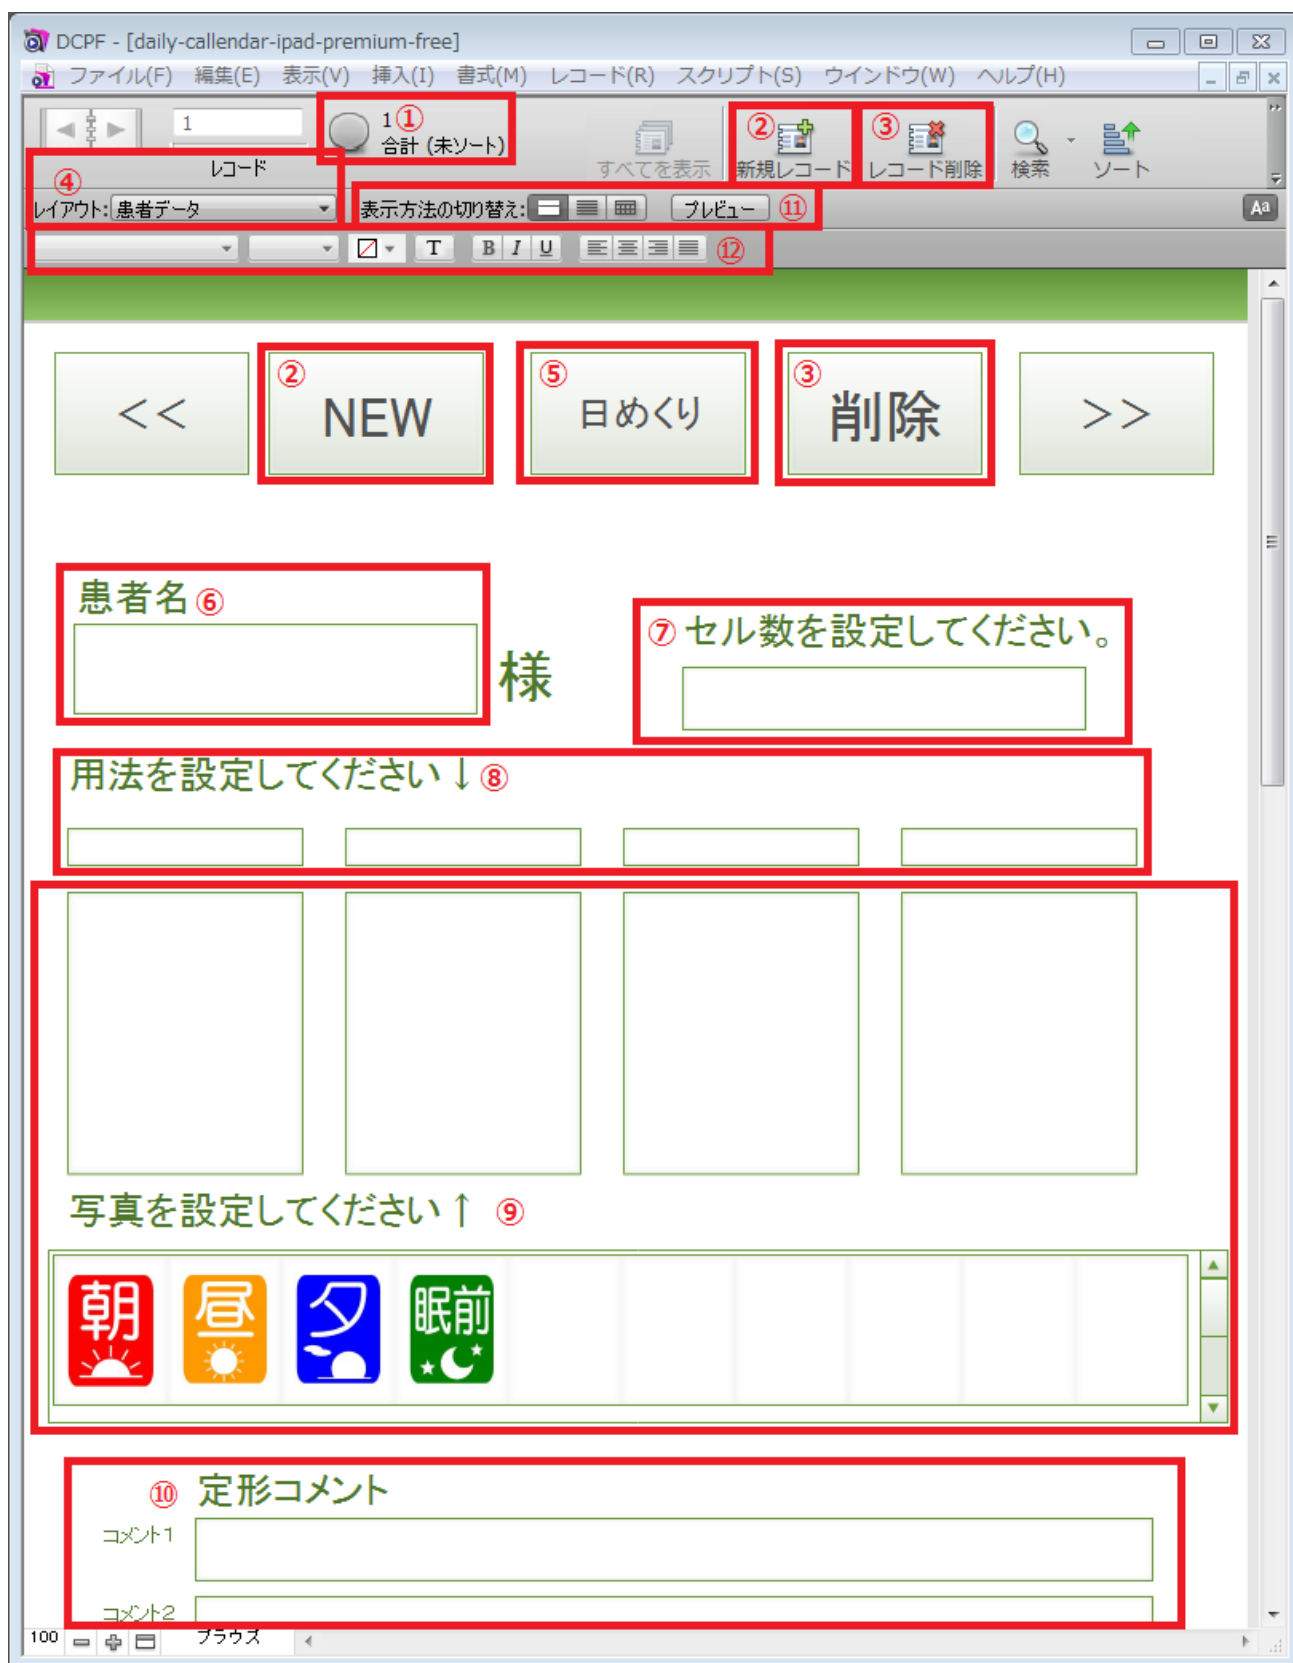 DCPF - [daily-callendar-ipad-premium-free]
ファイル(F) 編集(E) 表示(V) 挿入(I) 書式(M) レコード(R) スクリプト(S) ウインドウ(W) ヘルプ(H)
1
1 ①
合計 (未ソート)
レコード
すべてを表示
② 新規レコード
③ レコード削除
検索
ソート
④
レイアウト: 患者データ
表示方法の切り替え: プレビュー ⑪
Aa
T B I U ⑫
<<
② NEW
⑤ 日めくり
③ 削除
>>
患者名 ⑥
様
⑦ セル数を設定してください。
用法を設定してください↓ ⑧
写真を設定してください↑ ⑨
朝 昼 夕 眠前
⑩ 定形コメント
コメント1
コメント2
100 ブラウズ